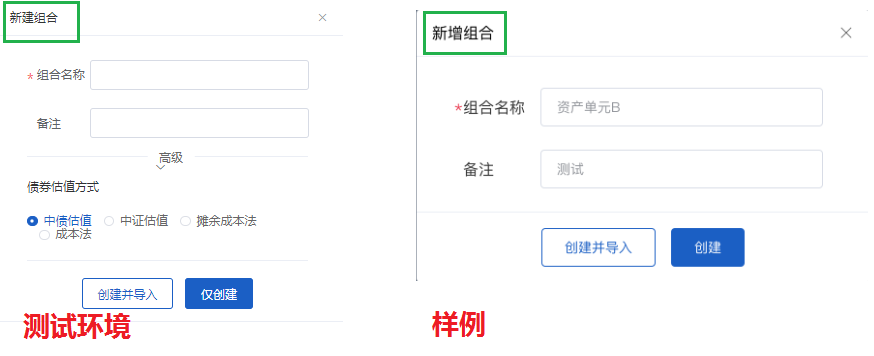 新建组合
* 组合名称
备注
高级
债券估值方式
中债估值 中证估值 摊余成本法
成本法
创建并导入 仅创建
测试环境
新增组合
*组合名称 资产单元B
备注 测试
创建并导入 创建
样例